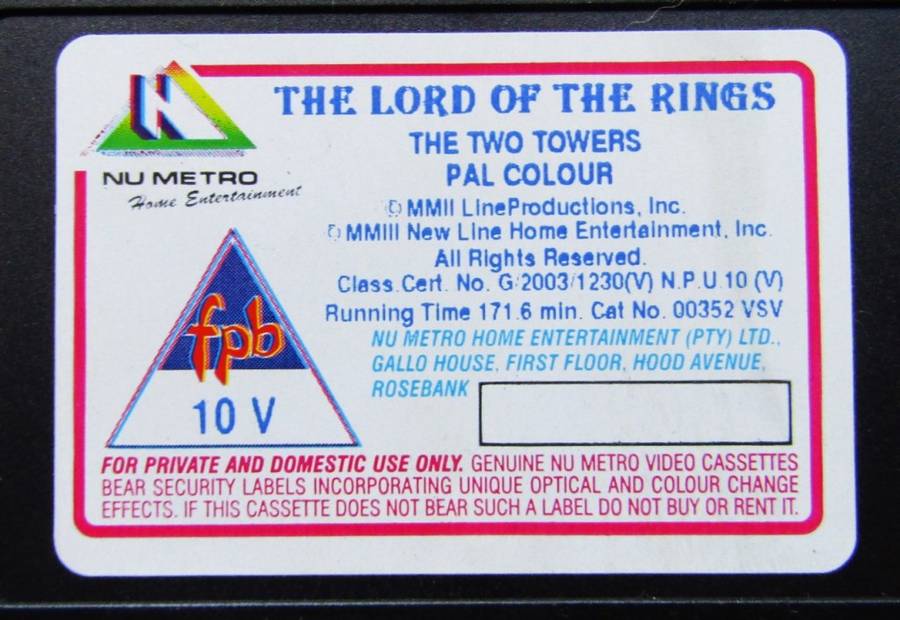 N
NU METRO
Home Entertainment
THE LORD OF THE RINGS
THE TWO TOWERS
PAL COLOUR
© MMII LineProductions, Inc.
© MMIII New Line Home Entertainment, Inc.
All Rights Reserved.
Class.Cert. No. G:2003/1230(V) N.P.U.10 (V)
Running Time 171.6 min. Cat No. 00352 VSV
NU METRO HOME ENTERTAINMENT (PTY) LTD.,
GALLO HOUSE, FIRST FLOOR, HOOD AVENUE,
ROSEBANK
fpb
10 V
FOR PRIVATE AND DOMESTIC USE ONLY. GENUINE NU METRO VIDEO CASSETTES
BEAR SECURITY LABELS INCORPORATING UNIQUE OPTICAL AND COLOUR CHANGE
EFFECTS. IF THIS CASSETTE DOES NOT BEAR SUCH A LABEL DO NOT BUY OR RENT IT.